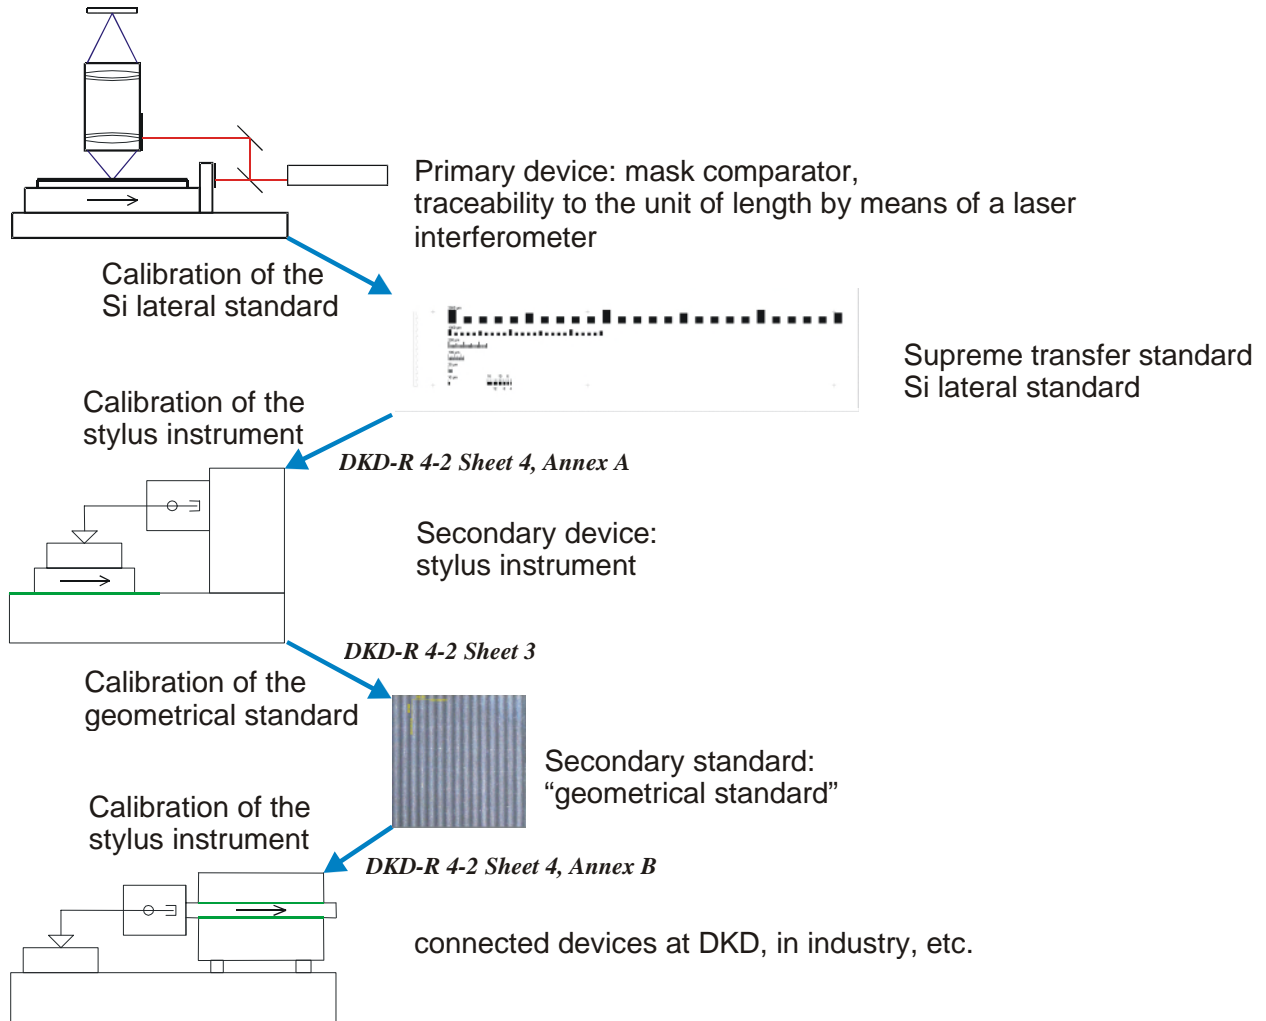 Primary device: mask comparator,
traceability to the unit of length by means of a laser
interferometer
Calibration of the
Si lateral standard
Supreme transfer standard
Si lateral standard
Calibration of the
stylus instrument
DKD-R 4-2 Sheet 4, Annex A
Secondary device:
stylus instrument
DKD-R 4-2 Sheet 3
Calibration of the
geometrical standard
Secondary standard:
“geometrical standard”
Calibration of the
stylus instrument
DKD-R 4-2 Sheet 4, Annex B
connected devices at DKD, in industry, etc.